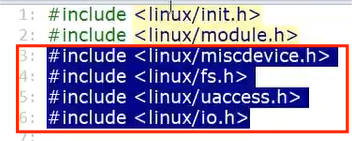 1: #include <linux/init.h>
2: #include <linux/module.h>
3: #include <linux/miscdevice.h>
4: #include <linux/fs.h>
5: #include <linux/uaccess.h>
6: #include <linux/io.h>
7: